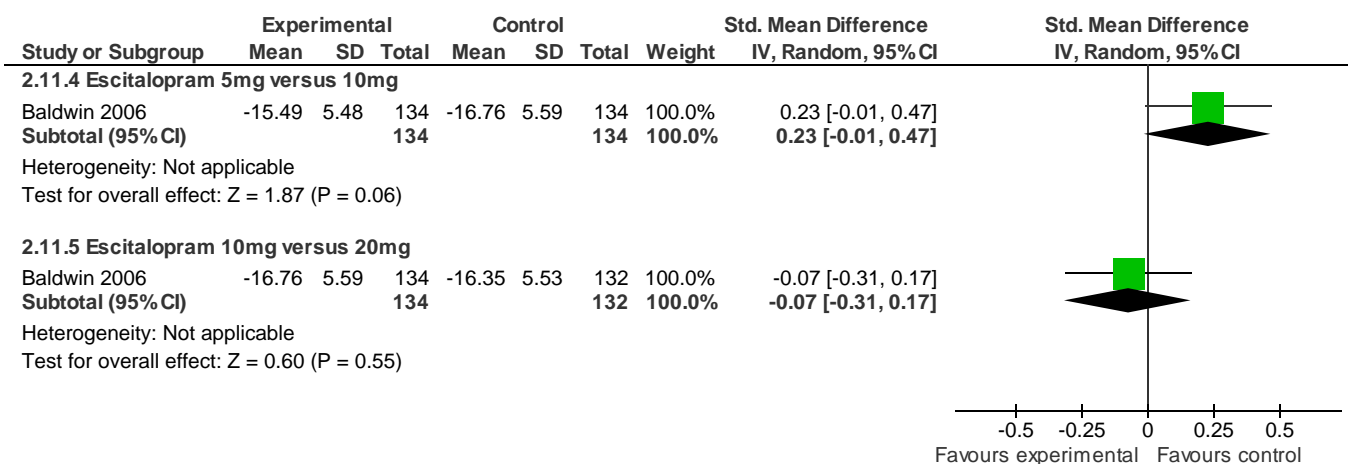 Experimental Control Std. Mean Difference Std. Mean Difference
Study or Subgroup Mean SD Total Mean SD Total Weight IV, Random, 95% CI IV, Random, 95% CI
2.11.4 Escitalopram 5mg versus 10mg
Baldwin 2006 -15.49 5.48 134 -16.76 5.59 134 100.0% 0.23 [-0.01, 0.47]
Subtotal (95% CI) 134 134 100.0% 0.23 [-0.01, 0.47]
Heterogeneity: Not applicable
Test for overall effect: Z = 1.87 (P = 0.06)
2.11.5 Escitalopram 10mg versus 20mg
Baldwin 2006 -16.76 5.59 134 -16.35 5.53 132 100.0% -0.07 [-0.31, 0.17]
Subtotal (95% CI) 134 132 100.0% -0.07 [-0.31, 0.17]
Heterogeneity: Not applicable
Test for overall effect: Z = 0.60 (P = 0.55)
-0.5 -0.25 0 0.25 0.5
Favours experimental Favours control